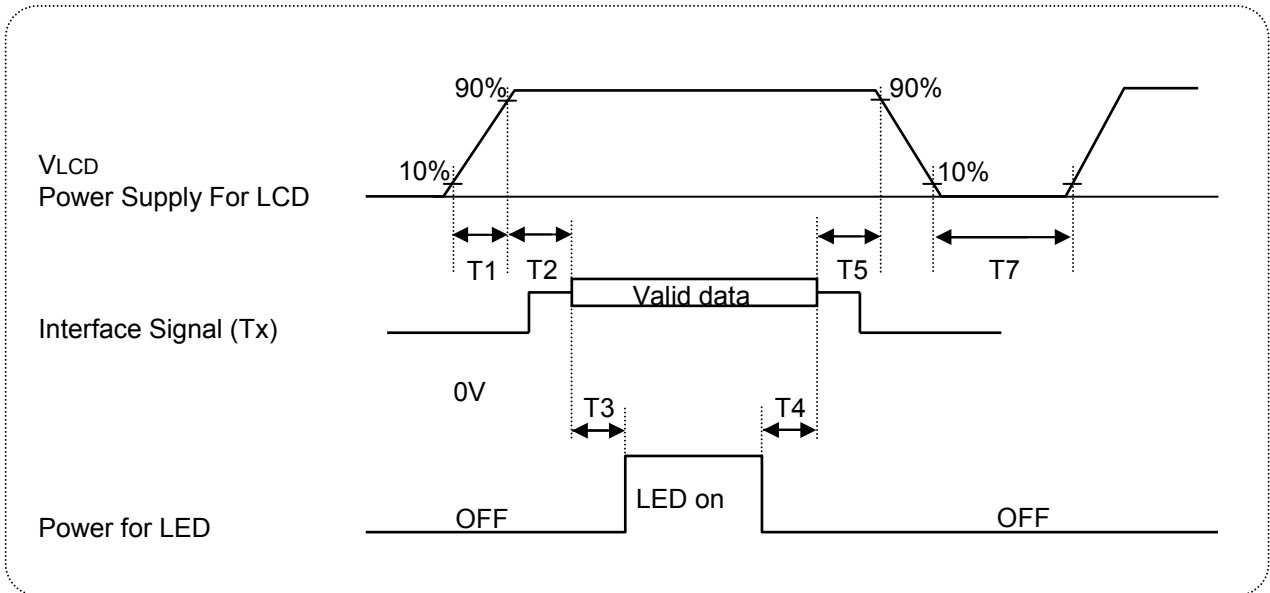 90%
90%
VLCD
10%
10%
Power Supply For LCD
T1
T2
T5
T7
Valid data
Interface Signal (Tx)
0V
T3
T4
LED on
Power for LED
OFF
OFF